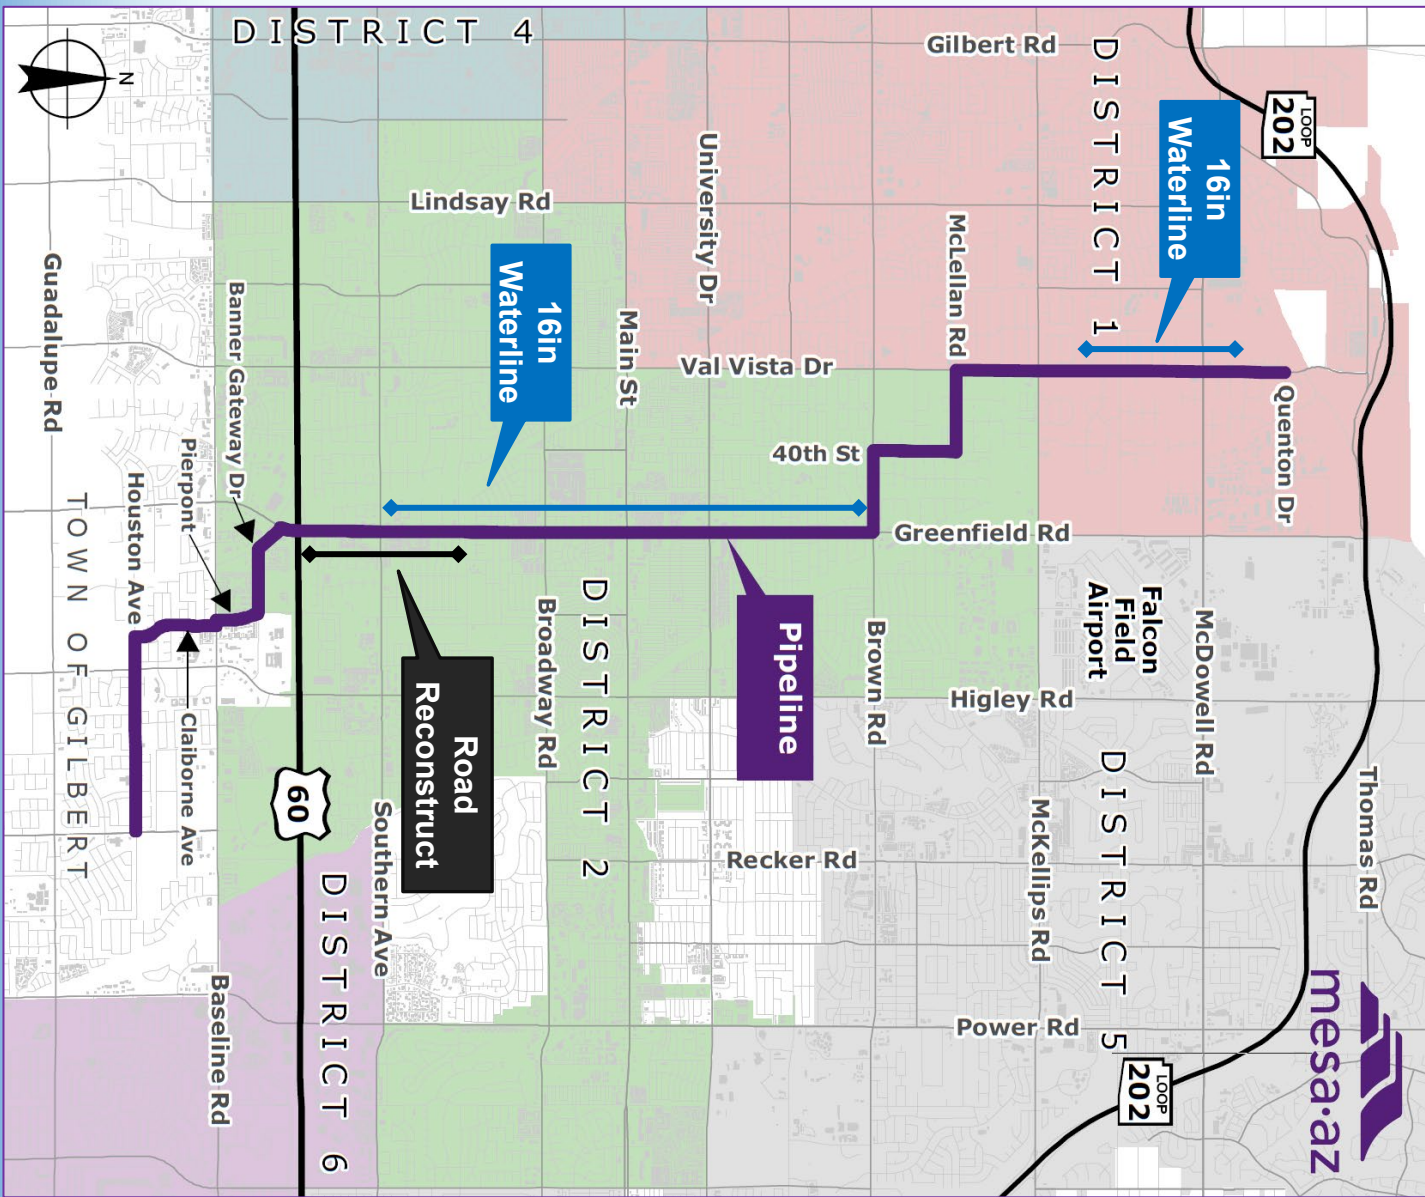 DISTRICT 4
N
Gilbert Rd
DISTRICT 1
LOOP
202
16in
Waterline
University Dr
Lindsay Rd
McLellan Rd
16in
Waterline
Guadalupe Rd
Banner Gateway Dr
Main St
Val Vista Dr
Quenton Dr
Pierpont
Houston Ave
40th St
TOWN OF GILBERT
Greenfield Rd
DISTRICT 2
Falcon
Field
Airport
Broadway Rd
Pipeline
Brown Rd
McDowell Rd
Road
Reconstruct
Higley Rd
Claiborne Ave
60
Southern Ave
DISTRICT 5
Thomas Rd
McKellips Rd
Recker Rd
DISTRICT 6
Baseline Rd
Power Rd
LOOP
202
mesa·az